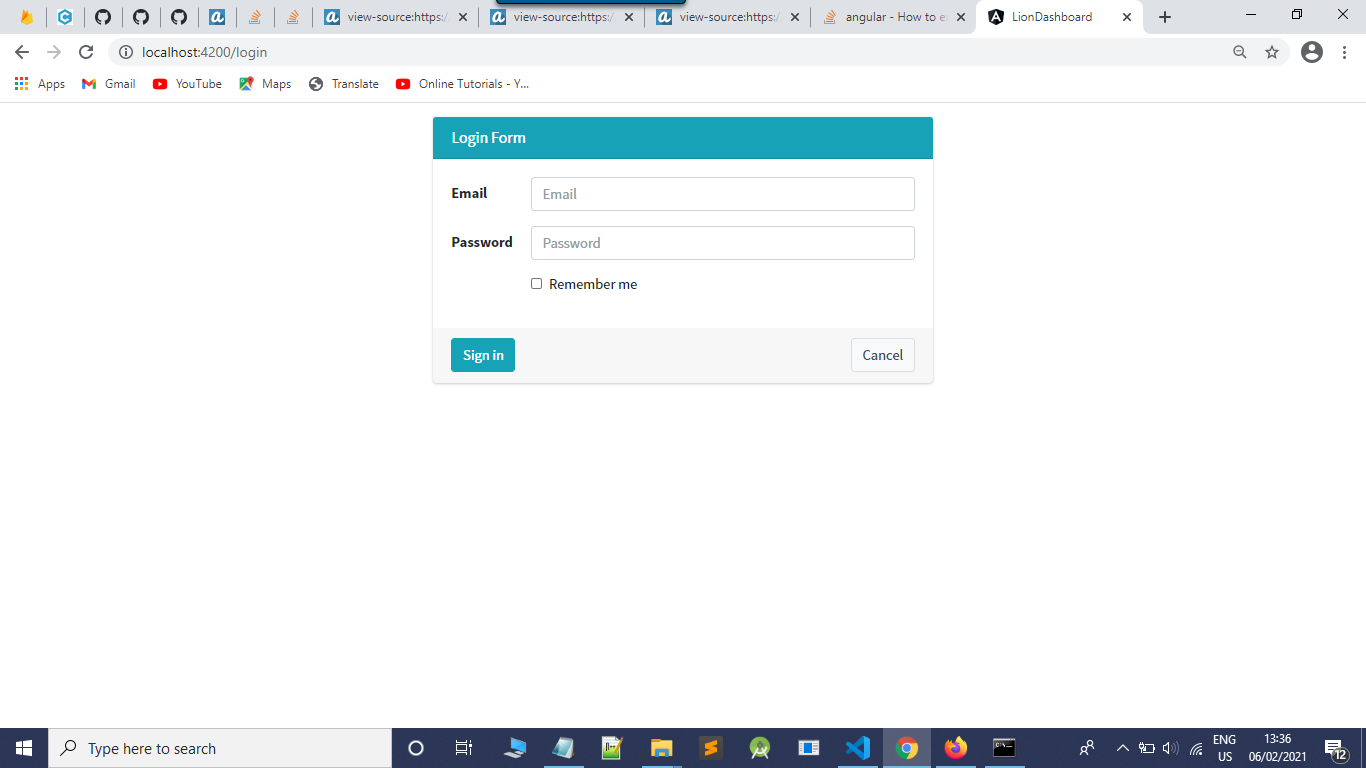 view-source:https:/
view-source:https:/
view-source:https:/
angular - How to e
LionDashboard
localhost:4200/login
Apps
Gmail
YouTube
Maps
Translate
Online Tutorials - Y...
Login Form
Email
Email
Password
Password
Remember me
Sign in
Cancel
Type here to search
ENG
US
13:36
06/02/2021
12